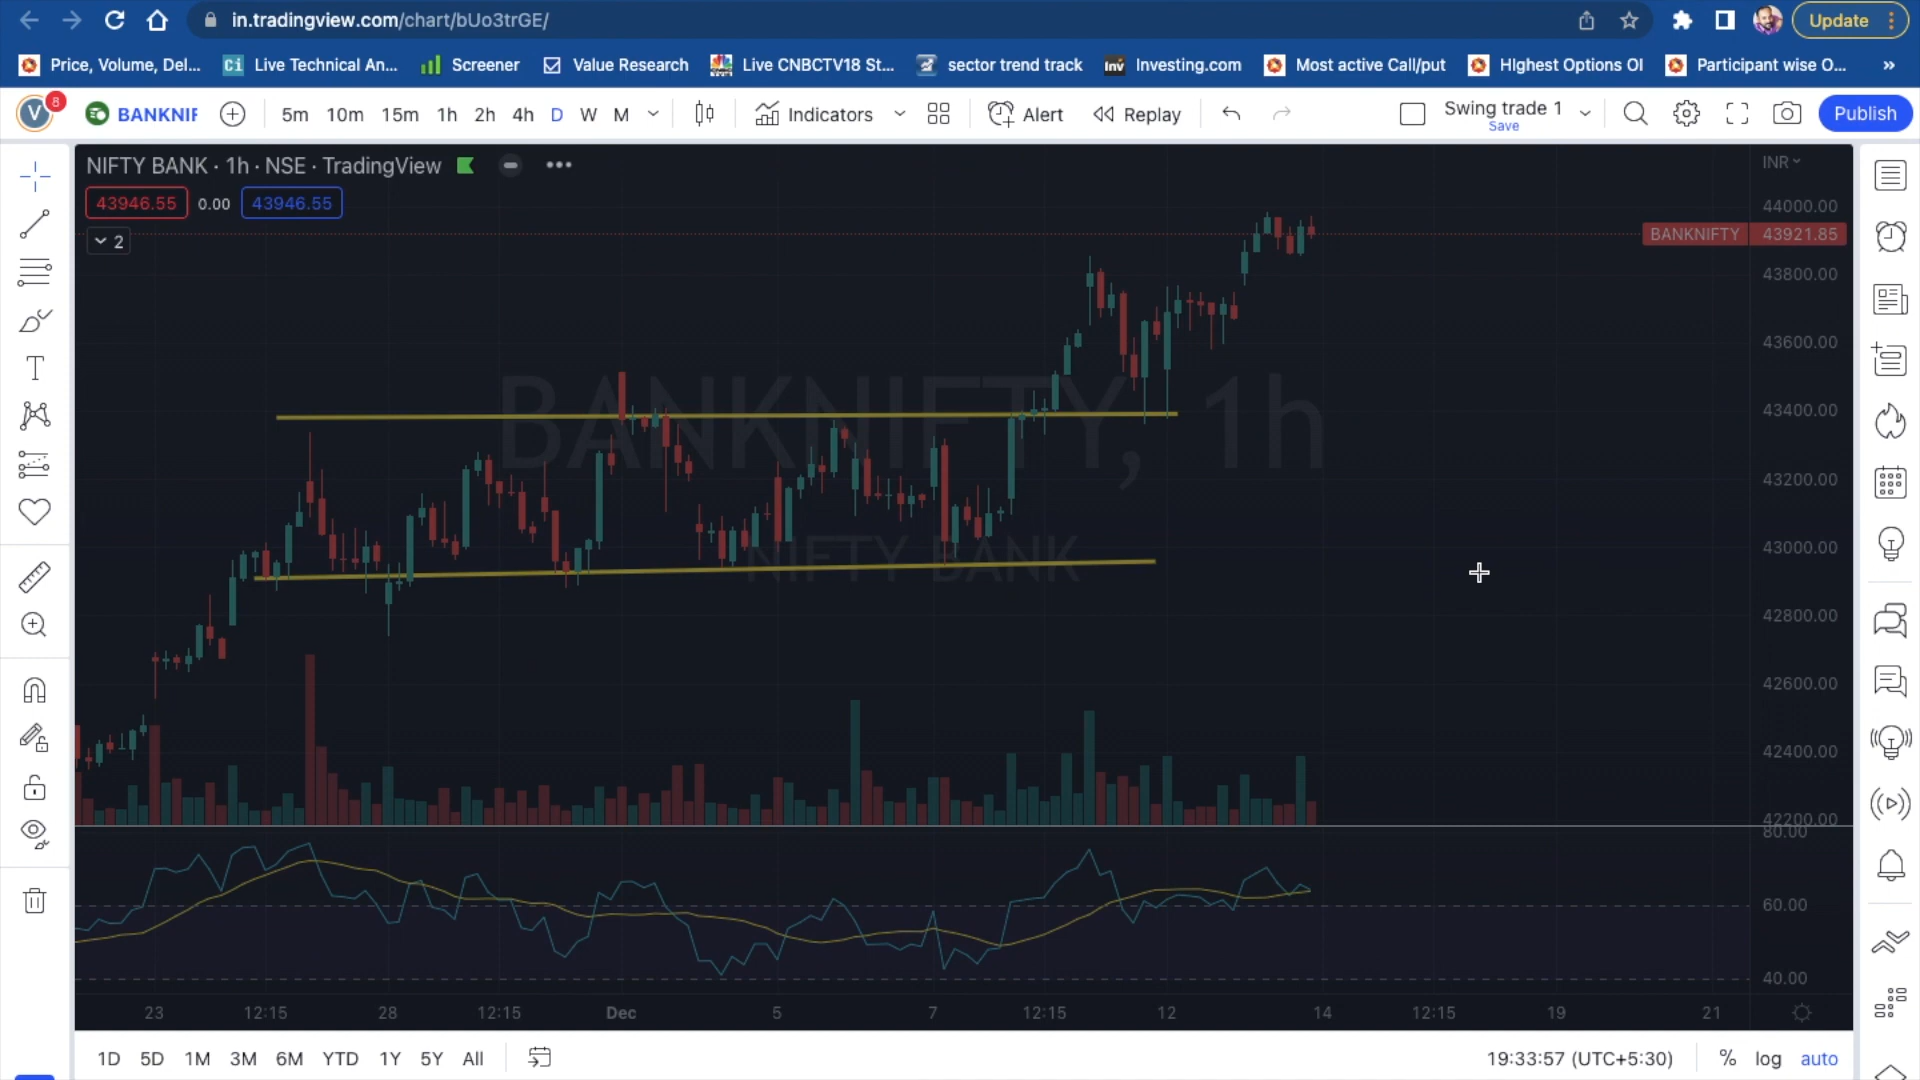 in.tradingview.com/chart/bUo3trGE/
Update
Price, Volume, Del...
Ci Live Technical An...
Screener
Value Research
Live CNBCTV18 St...
sector trend track
Inv Investing.com
Most active Call/put
HIghest Options OI
Participant wise O...
»
V 8
BANKNIF
5m 10m 15m 1h 2h 4h D W M
Indicators
Alert
Replay
Swing trade 1
Save
Publish
NIFTY BANK · 1h · NSE · TradingView
INR
43946.55 0.00 43946.55
2
44000.00
BANKNIFTY 43921.85
43800.00
43600.00
BANKNIFTY, 1h
43400.00
43200.00
NIFTY BANK
43000.00
42800.00
42600.00
42400.00
42200.00
80.00
60.00
40.00
23 12:15 28 12:15 Dec 5 7 12:15 12 14 12:15 19 21
1D 5D 1M 3M 6M YTD 1Y 5Y All
19:33:57 (UTC+5:30) % log auto